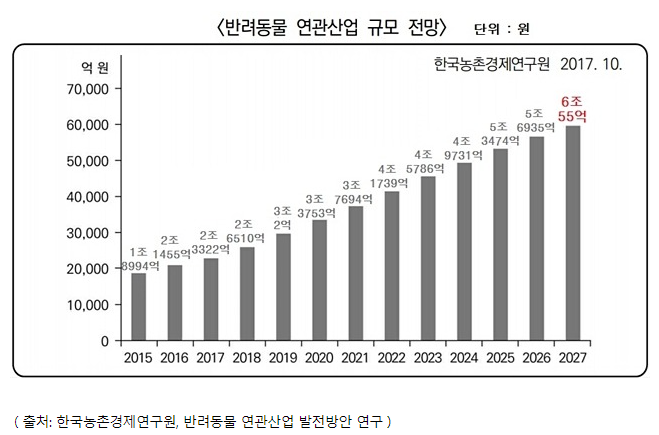 〈반려동물 연관산업 규모 전망〉 단위 : 원
억 원
한국농촌경제연구원 2017. 10.
70,000
60,000
50,000
40,000
30,000
20,000
10,000
0
1조
8994억
2조
1455억
2조
3322억
2조
6510억
3조
2억
3조
3753억
3조
7694억
4조
1739억
4조
5786억
4조
9731억
5조
3474억
5조
6935억
6조
55억
2015 2016 2017 2018 2019 2020 2021 2022 2023 2024 2025 2026 2027
( 출처: 한국농촌경제연구원, 반려동물 연관산업 발전방안 연구 )